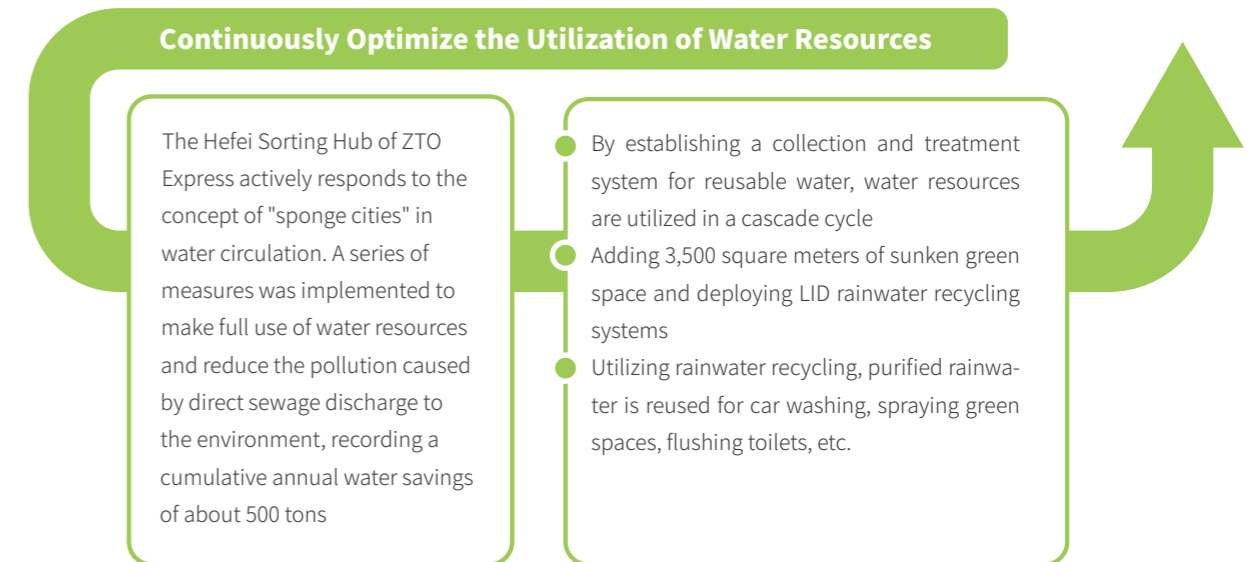 Continuously Optimize the Utilization of Water Resources
The Hefei Sorting Hub of ZTO
Express actively responds to the
concept of "sponge cities" in
water circulation. A series of
measures was implemented to
make full use of water resources
and reduce the pollution caused
by direct sewage discharge to
the environment, recording a
cumulative annual water savings
of about 500 tons
By establishing a collection and treatment
system for reusable water, water resources
are utilized in a cascade cycle
Adding 3,500 square meters of sunken green
space and deploying LID rainwater recycling
systems
Utilizing rainwater recycling, purified rainwa-
ter is reused for car washing, spraying green
spaces, flushing toilets, etc.